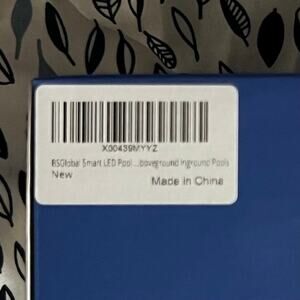 X00439MYYZ
BSGlobal Smart LED Pool ...boveground Inground Pools
New
Made in China